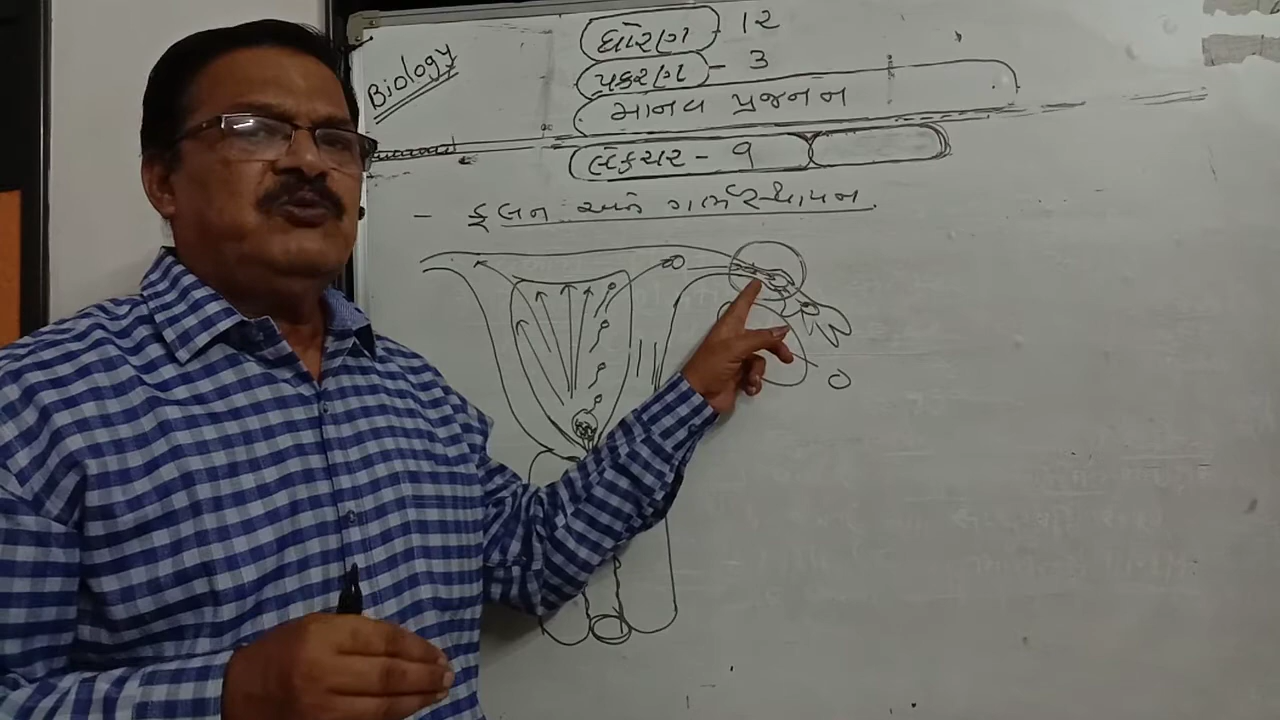 Biology
ધોરણ - 12
પ્રકરણ - 3
માનવ પ્રજનન
લેક્ચર - 9
- ફલન અને ગર્ભસ્થાપન.